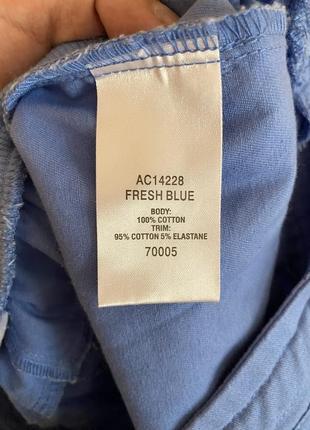 AC14228
FRESH BLUE
BODY:
100% COTTON
TRIM:
95% COTTON 5% ELASTANE
70005